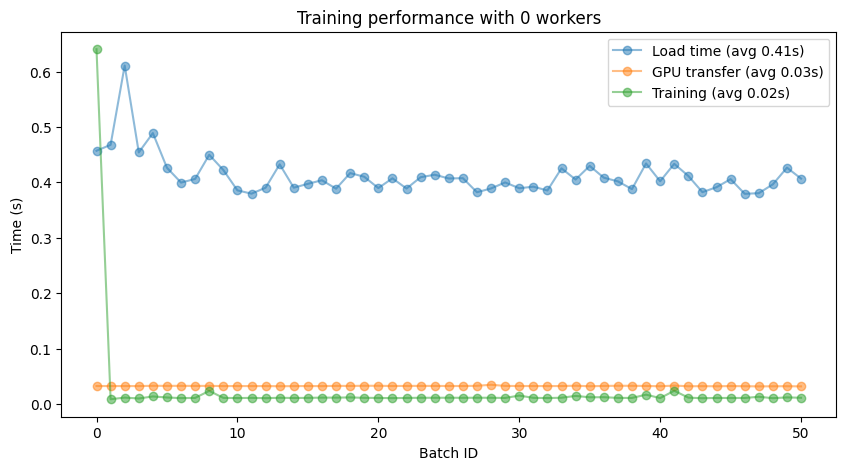 Training performance with 0 workers
Load time (avg 0.41s)
GPU transfer (avg 0.03s)
Training (avg 0.02s)
Time (s)
0.6
0.5
0.4
0.3
0.2
0.1
0.0
0 10 20 30 40 50
Batch ID